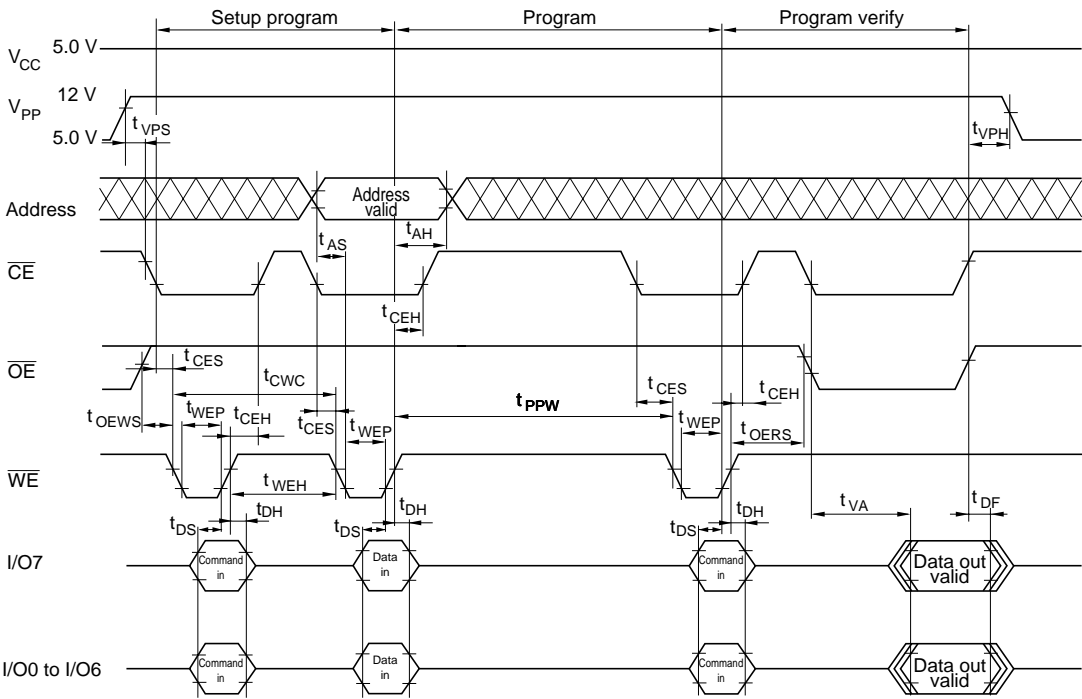 Setup program Program Program verify
VCC 5.0 V
VPP 12 V
5.0 V
tVPS tVPH
Address Address valid
tAS tAH
CE
tCEH
OE
tCES tCWC tCES tCEH
tPPW
tOEWS tWEP tCEH tCES tWEP tWEP tOERS
WE
tWEH
tVA tDF
tDS tDH tDS tDH tDS tDH
I/O7 Command in Data in Command in Data out valid
I/O0 to I/O6 Command in Data in Command in Data out valid